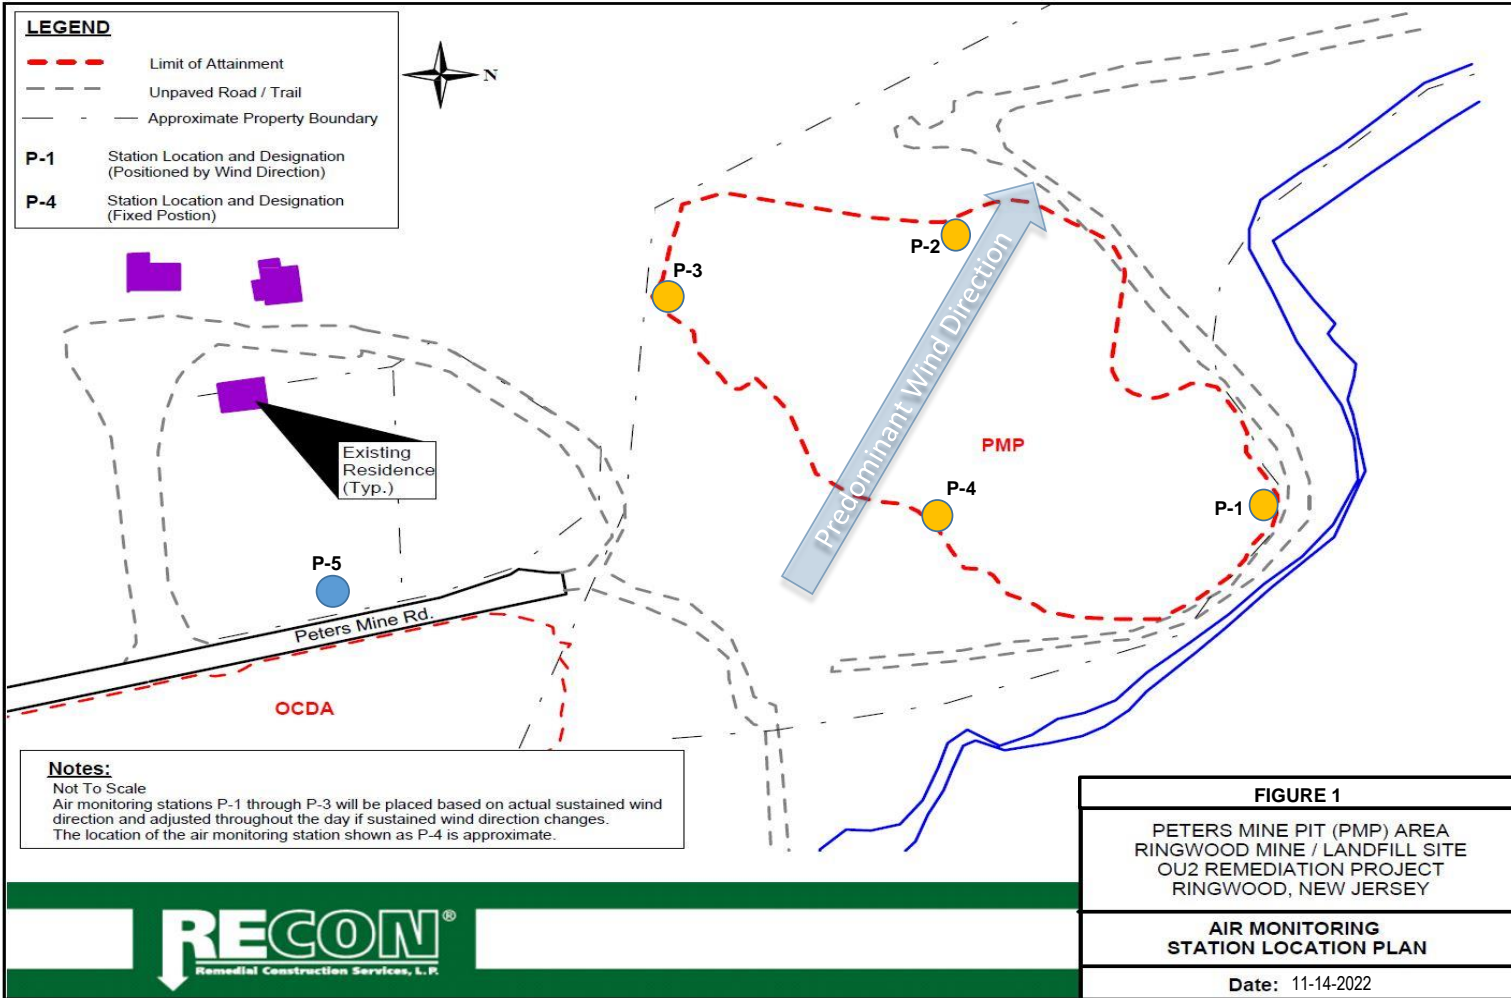 LEGEND
Limit of Attainment
Unpaved Road / Trail
Approximate Property Boundary
P-1
Station Location and Designation
(Positioned by Wind Direction)
P-4
Station Location and Designation
(Fixed Postion)
N
P-2
P-3
Predominant Wind Direction
PMP
P-4
P-1
Existing
Residence
(Typ.)
P-5
Peters Mine Rd.
OCDA
Notes:
Not To Scale
Air monitoring stations P-1 through P-3 will be placed based on actual sustained wind
direction and adjusted throughout the day if sustained wind direction changes.
The location of the air monitoring station shown as P-4 is approximate.
RECON®
Remedial Construction Services, L.P.
FIGURE 1
PETERS MINE PIT (PMP) AREA
RINGWOOD MINE / LANDFILL SITE
OU2 REMEDIATION PROJECT
RINGWOOD, NEW JERSEY
AIR MONITORING
STATION LOCATION PLAN
Date: 11-14-2022